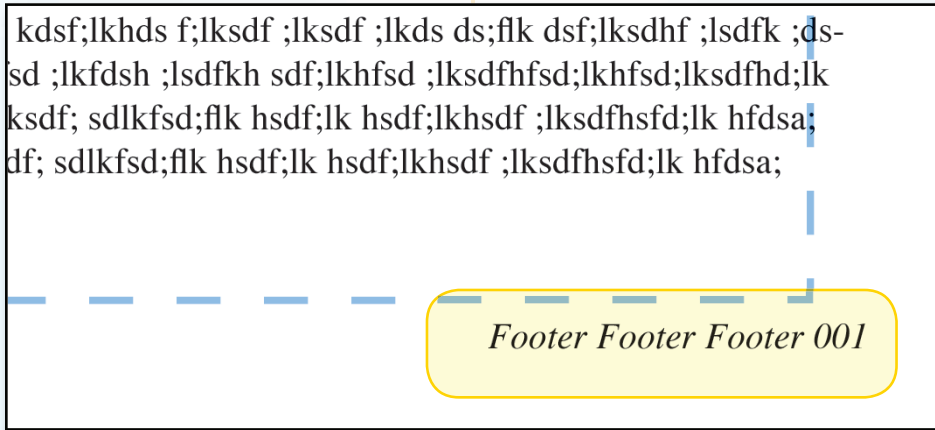 kdsf;lkhds f;lksdf ;lksdf ;lkds ds;flk dsf;lksdhf ;lsdfk ;ds-
sd ;lkfdsh ;lsdfkh sdf;lkhfsd ;lksdfhfsd;lkhfsd;lksdfhd;lk
ksdf; sdlkfsd;flk hsdf;lk hsdf;lkhsdf ;lksdfhsfd;lk hfdsa;
df; sdlkfsd;flk hsdf;lk hsdf;lkhsdf ;lksdfhsfd;lk hfdsa;
Footer Footer Footer 001